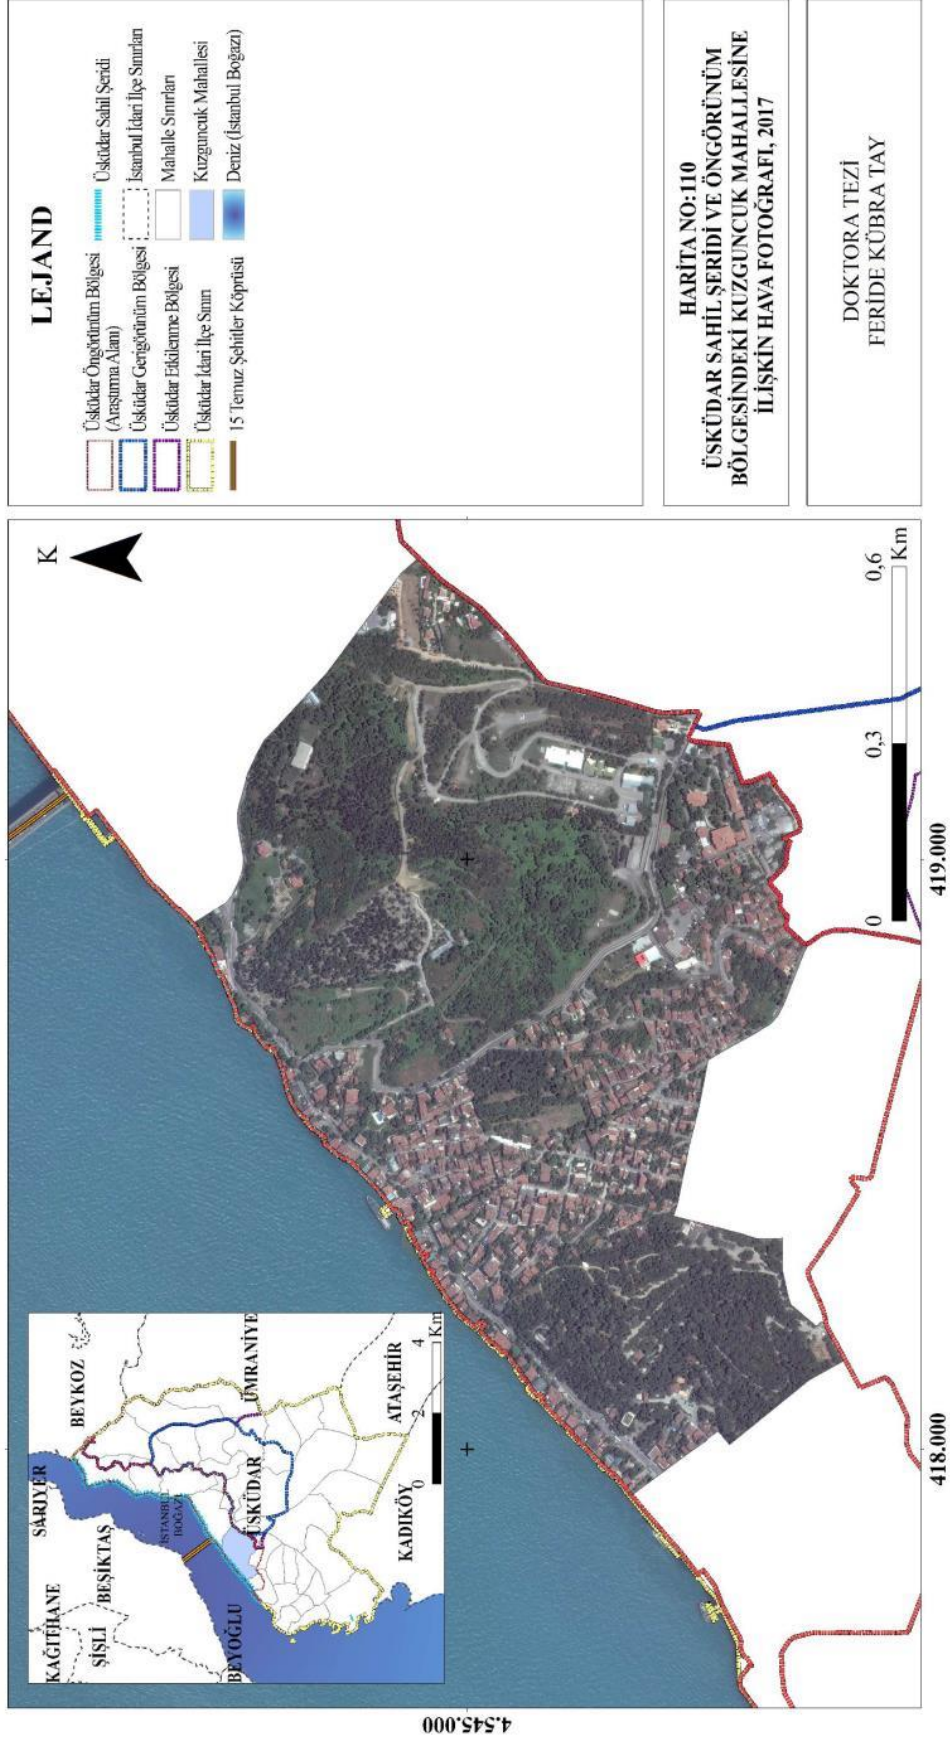 LEJAND
Üsküdar Öngörünüm Bölgesi
(Araştırma Alanı)
Üsküdar Gerigörünüm Bölgesi
Üsküdar Etkilenme Bölgesi
Üsküdar İdari İlçe Sınırı
15 Temuz Şehitler Köprüsü
Üsküdar Sahil Şeridi
İstanbul İdari İlçe Sınırları
Mahalle Sınırları
Kuzguncuk Mahallesi
Deniz (İstanbul Boğazı)
HARİTA NO:110
ÜSKÜDAR SAHİL ŞERİDİ VE ÖNGÖRÜNÜM
BÖLGESİNDEKİ KUZGUNCUK MAHALLESİNE
İLİŞKİN HAVA FOTOĞRAFI, 2017
DOKTORA TEZİ
FERİDE KÜBRA TAY
K
0 0,3 0,6
Km
418.000
419.000
4.545.000
KAĞITHANE
SARIYER
ŞİŞLİ
BEŞİKTAŞ
BEYKOZ
İSTANBUL
BOĞAZI
BEYOĞLU
ÜSKÜDAR
ÜMRANİYE
KADIKÖY
ATAŞEHİR
0 2 4
Km